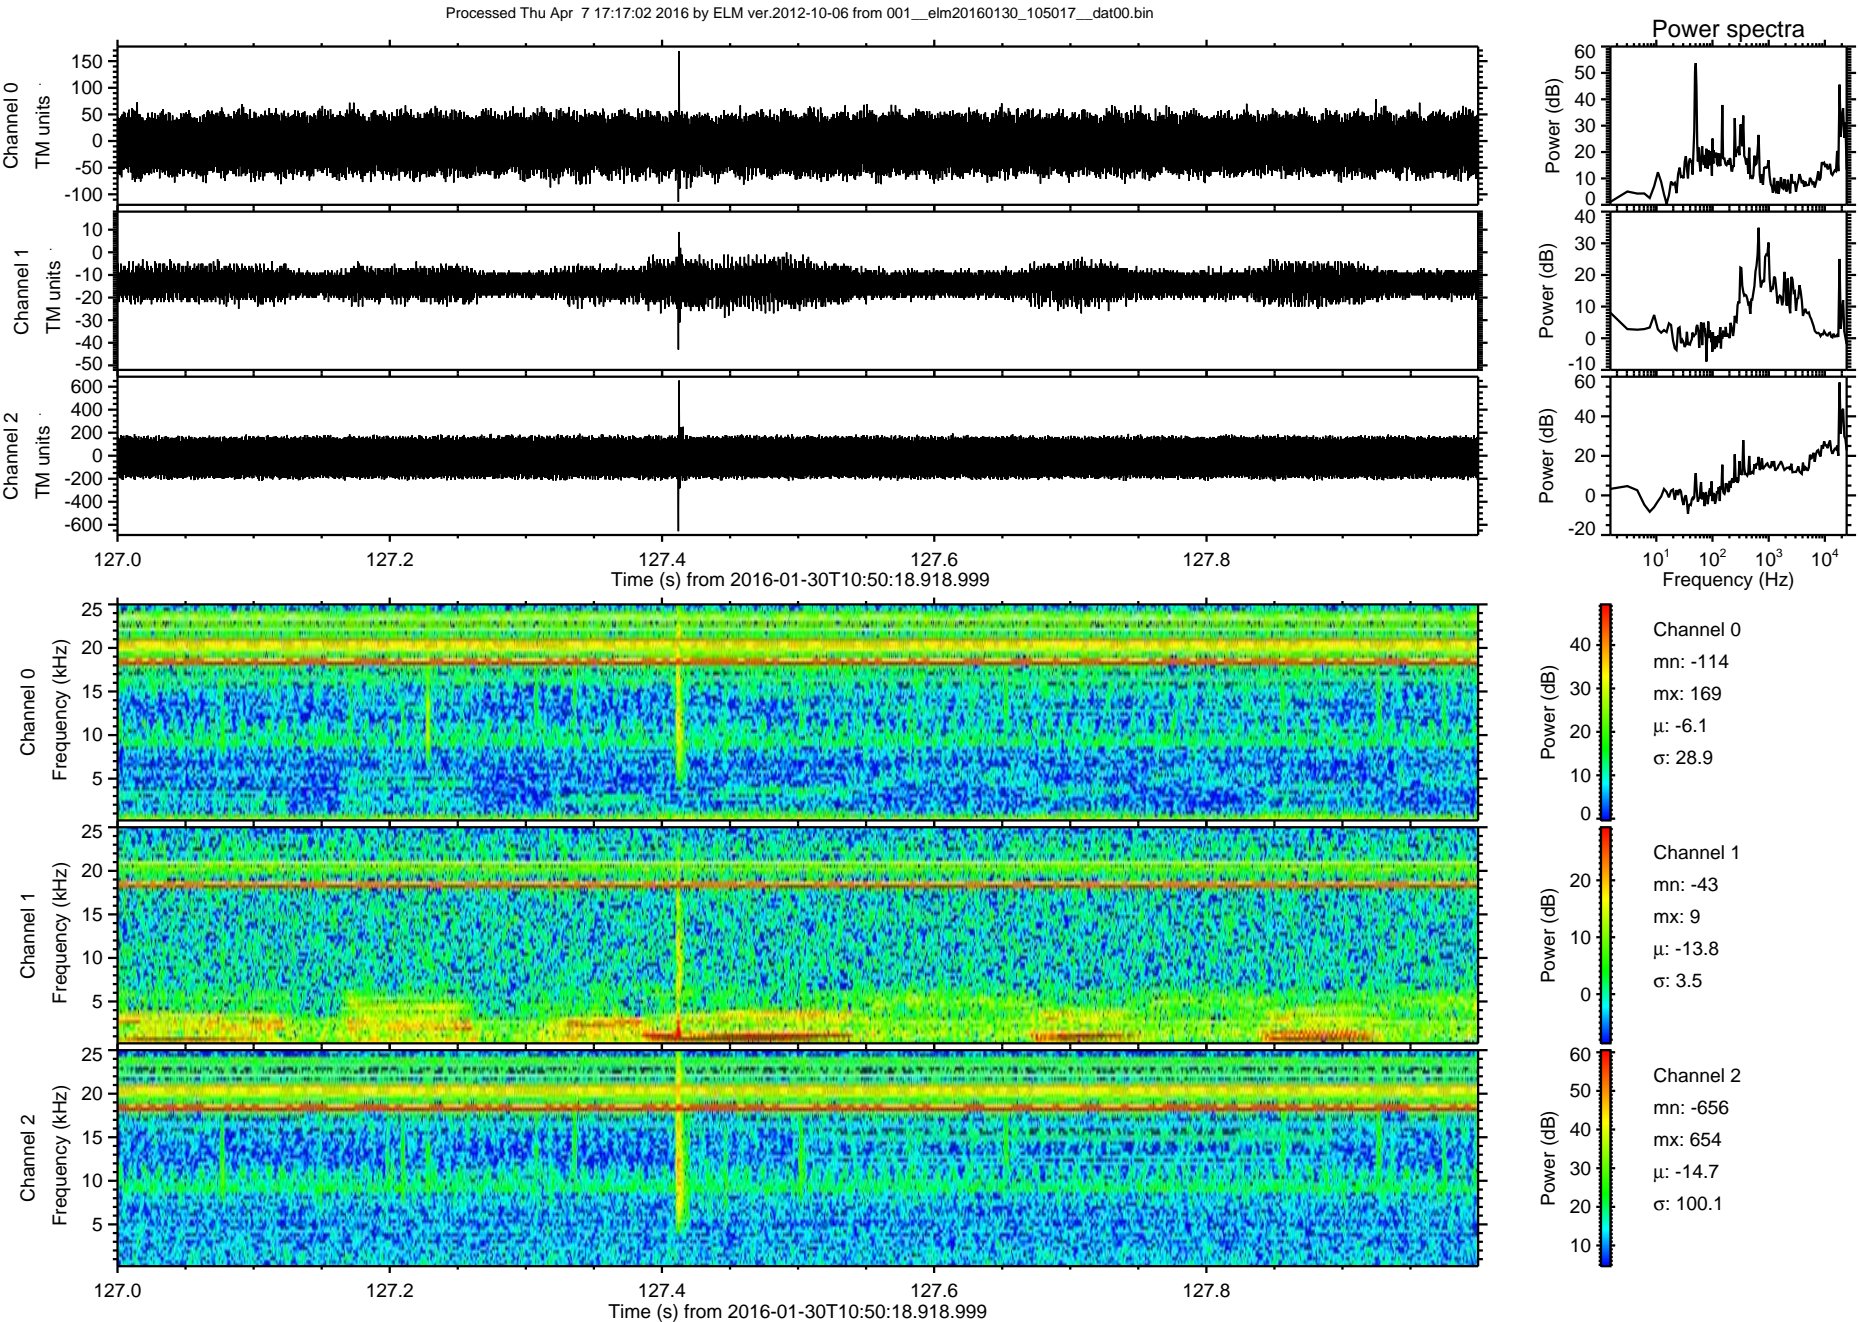 Processed Thu Apr  7 17:17:02 2016 by ELM ver.2012-10-06 from 001__elm20160130_105017__dat00.bin
Power spectra
Channel 0
TM units
150
100
50
0
-50
-100
Power (dB)
60
50
40
30
20
10
0
Channel 1
TM units
10
0
-10
-20
-30
-40
-50
Power (dB)
40
30
20
10
0
-10
Channel 2
TM units
600
400
200
0
-200
-400
-600
Power (dB)
60
40
20
0
-20
127.0 127.2 127.4 127.6 127.8
Time (s) from 2016-01-30T10:50:18.918.999
10^1 10^2 10^3 10^4
Frequency (Hz)
Channel 0
Frequency (kHz)
25
20
15
10
5
Power (dB)
40
30
20
10
0
Channel 0
mn: -114
mx: 169
μ: -6.1
σ: 28.9
Channel 1
Frequency (kHz)
25
20
15
10
5
Power (dB)
20
10
0
Channel 1
mn: -43
mx: 9
μ: -13.8
σ: 3.5
Channel 2
Frequency (kHz)
25
20
15
10
5
Power (dB)
60
50
40
30
20
10
Channel 2
mn: -656
mx: 654
μ: -14.7
σ: 100.1
127.0 127.2 127.4 127.6 127.8
Time (s) from 2016-01-30T10:50:18.918.999